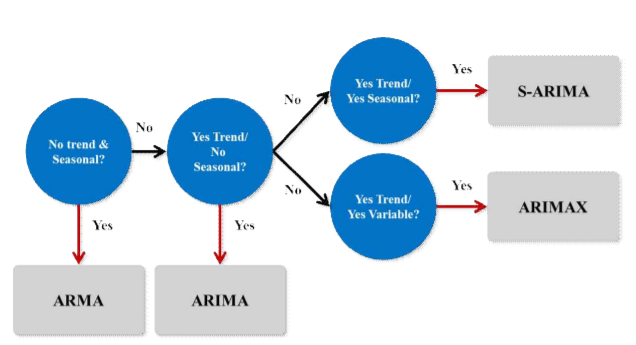 No trend &
Seasonal?
No
Yes
ARMA
Yes Trend/
No
Seasonal?
Yes
ARIMA
No
No
Yes Trend/
Yes Seasonal?
Yes
S-ARIMA
Yes Trend/
Yes Variable?
Yes
ARIMAX